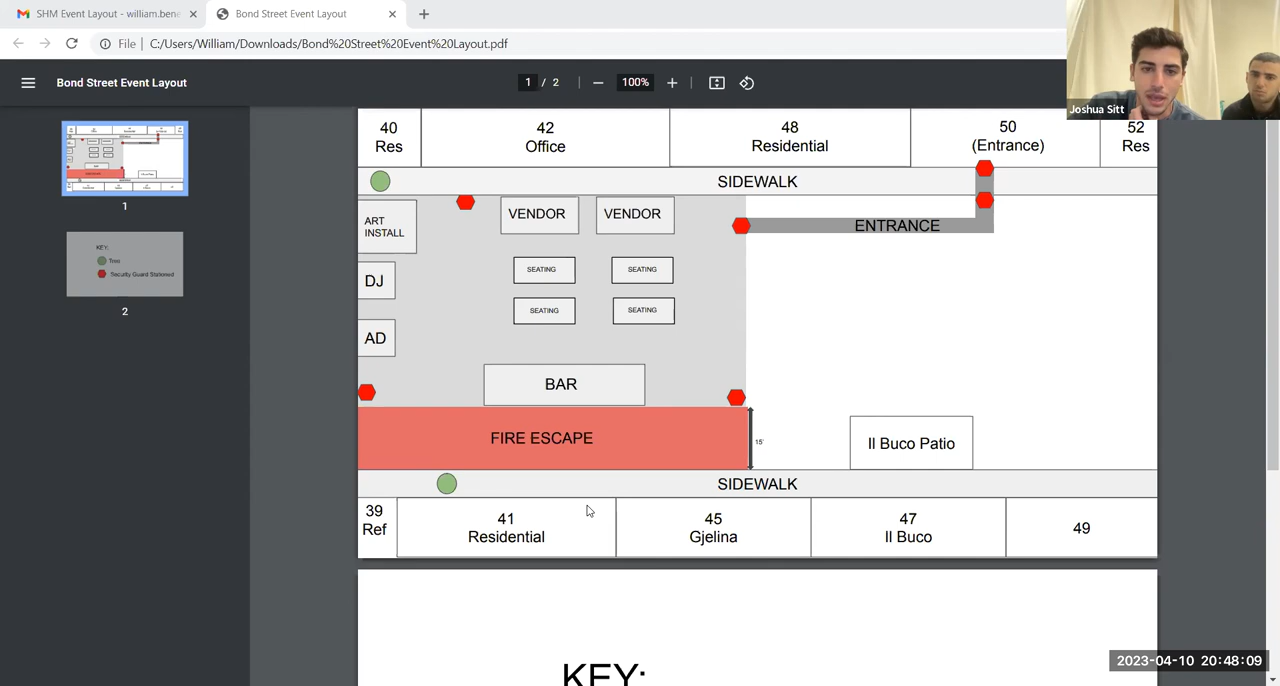 SHM Event Layout - william.bene
Bond Street Event Layout
File
C:/Users/William/Downloads/Bond%20Street%20Event%20Layout.pdf
Bond Street Event Layout
1 / 2
100%
Joshua Sitt
40
Res
42
Office
48
Residential
50
(Entrance)
52
Res
SIDEWALK
ART
INSTALL
VENDOR
VENDOR
ENTRANCE
DJ
SEATING
SEATING
SEATING
SEATING
AD
BAR
FIRE ESCAPE
15'
Il Buco Patio
SIDEWALK
39
Ref
41
Residential
45
Gjelina
47
Il Buco
49
KEY:
1
KEY:
Tree
Security Guard Stationed
2
2023-04-10 20:48:09